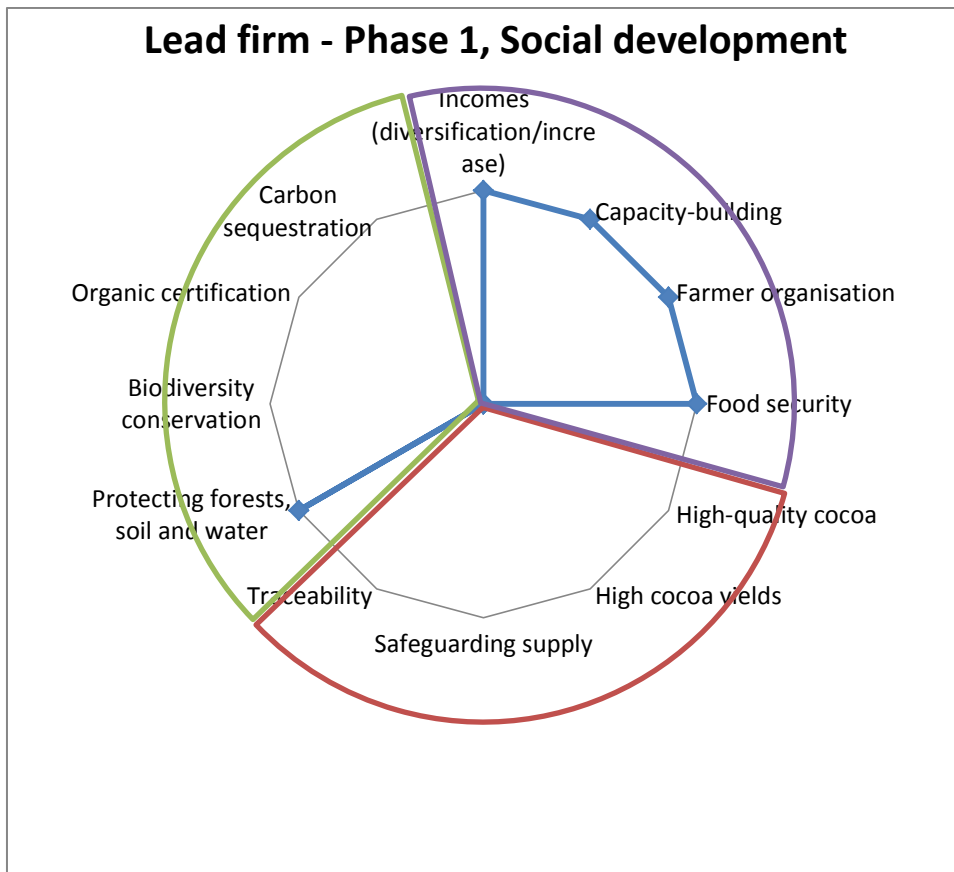 Lead firm - Phase 1, Social development
Incomes
(diversification/incre
ase)
Capacity-building
Farmer organisation
Food security
High-quality cocoa
High cocoa yields
Safeguarding supply
Traceability
Protecting forests,
soil and water
Biodiversity
conservation
Organic certification
Carbon
sequestration